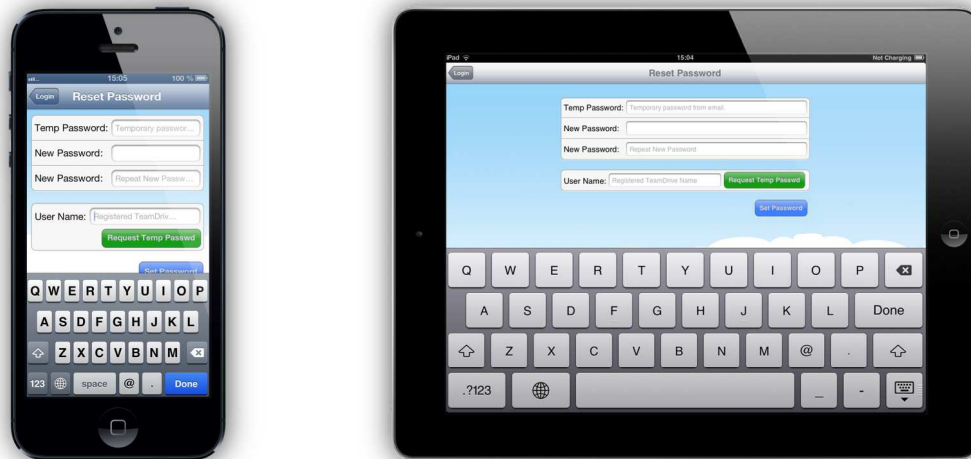 15:05 100 %
Login Reset Password
Temp Password: Temporary passwor...
New Password:
New Password: Repeat New Passw...
User Name: Registered TeamDriv...
Request Temp Passwd
Set Password
Q W E R T Y U I O P
A S D F G H J K L
Z X C V B N M
123 space @ . Done
iPad 15:04 Not Charging
Login Reset Password
Temp Password: Temporary password from email.
New Password:
New Password: Repeat New Password
User Name: Registered TeamDrive Name Request Temp Passwd
Set Password
Q W E R T Y U I O P
A S D F G H J K L Done
Z X C V B N M @ .
.?123 _ -